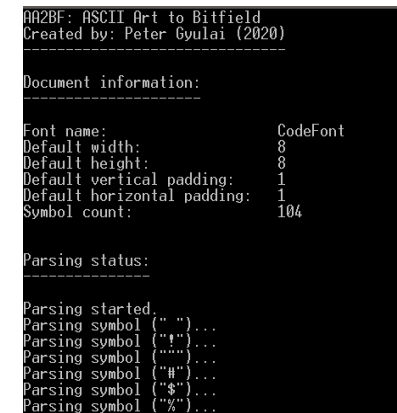 AA2BF: ASCII Art to Bitfield
Created by: Peter Gyulai (2020)
-------------------------------
Document information:
---------------------
Font name: CodeFont
Default width: 8
Default height: 8
Default vertical padding: 1
Default horizontal padding: 1
Symbol count: 104
Parsing status:
---------------
Parsing started.
Parsing symbol (" ")...
Parsing symbol ("!")...
Parsing symbol (""")...
Parsing symbol ("#")...
Parsing symbol ("$")...
Parsing symbol ("%")...